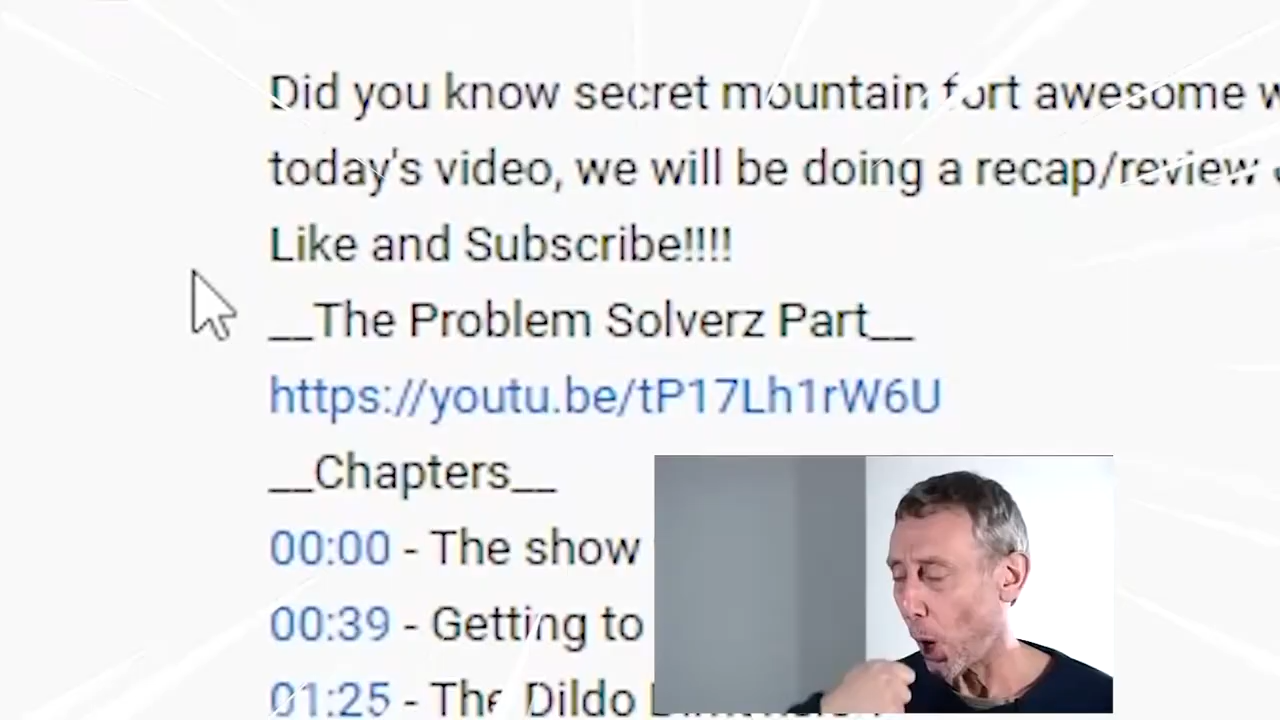 Did you know secret mountain fort awesome w
today's video, we will be doing a recap/review
Like and Subscribe!!!!
__The Problem Solverz Part__
https://youtu.be/tP17Lh1rW6U
__Chapters__
00:00 - The show
00:39 - Getting to
01:25 - The Dildo